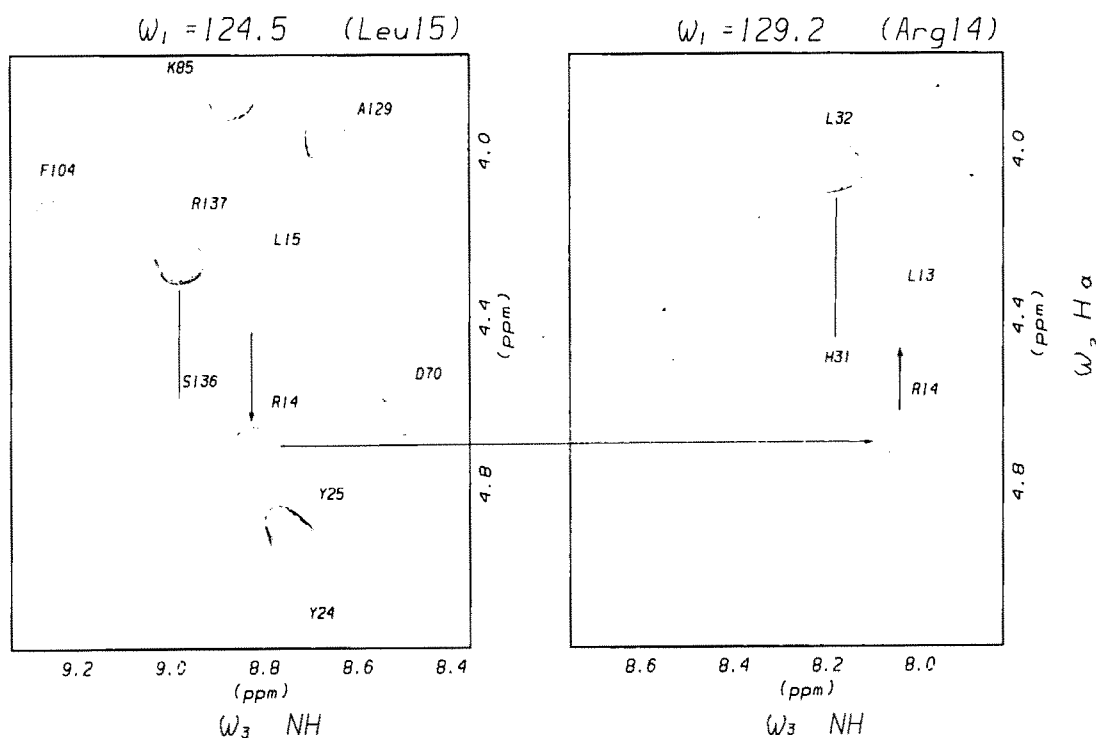 ω₁ =124.5 (Leu15)
K85
A129
F104
R137
L15
S136
R14
D70
Y25
Y24
4.0
4.4
(ppm)
4.8
9.2 9.0 8.8 8.6 8.4
(ppm)
ω₃ NH
ω₁ =129.2 (Arg14)
L32
L13
H31
R14
4.0
4.4
(ppm)
4.8
ω₂ Hα
8.6 8.4 8.2 8.0
(ppm)
ω₃ NH